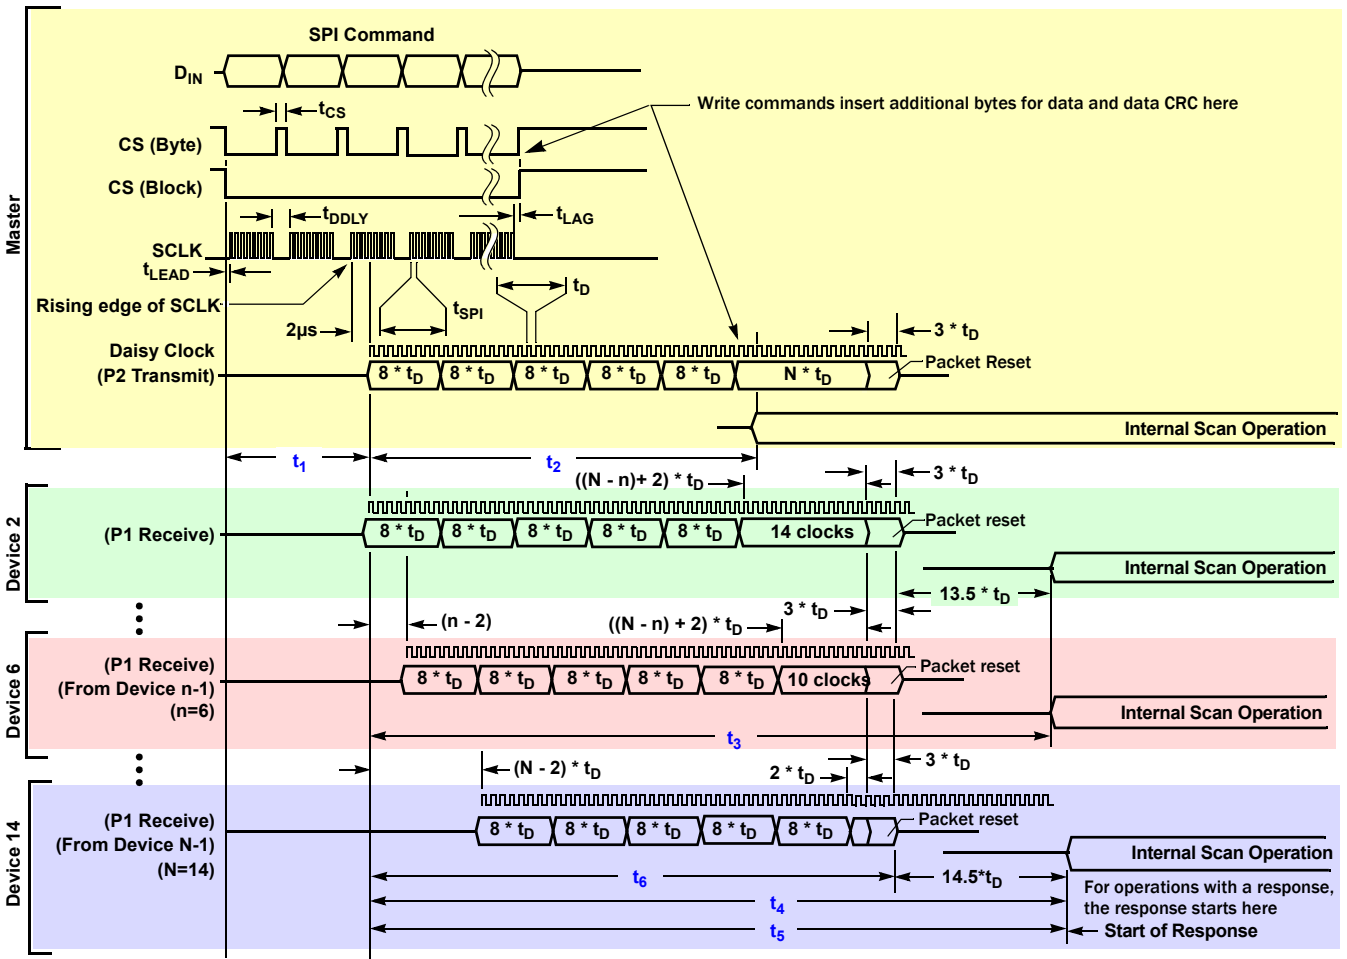 SPI Command
DIN
tCS
Write commands insert additional bytes for data and data CRC here
CS (Byte)
CS (Block)
tDDLY
tLAG
SCLK
tLEAD
tD
Rising edge of SCLK
tSPI
2µs
3 * tD
Daisy Clock
(P2 Transmit)
8 * tD
8 * tD
8 * tD
8 * tD
8 * tD
N * tD
Packet Reset
Internal Scan Operation
Master
t1
t2
((N - n)+ 2) * tD
3 * tD
Device 2
(P1 Receive)
8 * tD
8 * tD
8 * tD
8 * tD
8 * tD
14 clocks
Packet reset
Internal Scan Operation
13.5 * tD
3 * tD
(n - 2)
((N - n) + 2) * tD
Device 6
(P1 Receive)
(From Device n-1)
(n=6)
8 * tD
8 * tD
8 * tD
8 * tD
8 * tD
10 clocks
Packet reset
Internal Scan Operation
t3
(N - 2) * tD
2 * tD
3 * tD
Device 14
(P1 Receive)
(From Device N-1)
(N=14)
8 * tD
8 * tD
8 * tD
8 * tD
8 * tD
Packet reset
Internal Scan Operation
t6
14.5*tD
For operations with a response,
the response starts here
t4
t5
Start of Response